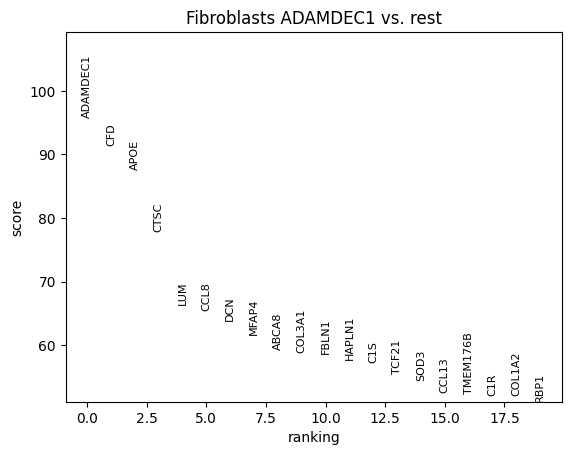 Fibroblasts ADAMDEC1 vs. rest
score
100
90
80
70
60
ADAMDEC1
CFD
APOE
CTSC
LUM
CCL8
DCN
MFAP4
ABCA8
COL3A1
FBLN1
HAPLN1
C1S
TCF21
SOD3
CCL13
TMEM176B
C1R
COL1A2
RBP1
0.0 2.5 5.0 7.5 10.0 12.5 15.0 17.5
ranking